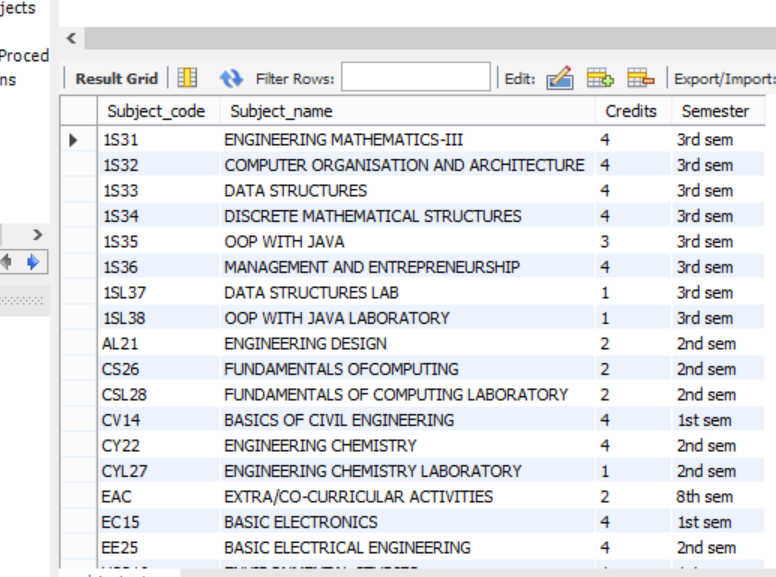 jects
Proced
ns
Result Grid Filter Rows: Edit: Export/Import:
Subject_code Subject_name Credits Semester
1S31 ENGINEERING MATHEMATICS-III 4 3rd sem
1S32 COMPUTER ORGANISATION AND ARCHITECTURE 4 3rd sem
1S33 DATA STRUCTURES 4 3rd sem
1S34 DISCRETE MATHEMATICAL STRUCTURES 4 3rd sem
1S35 OOP WITH JAVA 3 3rd sem
1S36 MANAGEMENT AND ENTREPRENEURSHIP 4 3rd sem
1SL37 DATA STRUCTURES LAB 1 3rd sem
1SL38 OOP WITH JAVA LABORATORY 1 3rd sem
AL21 ENGINEERING DESIGN 2 2nd sem
CS26 FUNDAMENTALS OFCOMPUTING 2 2nd sem
CSL28 FUNDAMENTALS OF COMPUTING LABORATORY 2 2nd sem
CV14 BASICS OF CIVIL ENGINEERING 4 1st sem
CY22 ENGINEERING CHEMISTRY 4 2nd sem
CYL27 ENGINEERING CHEMISTRY LABORATORY 1 2nd sem
EAC EXTRA/CO-CURRICULAR ACTIVITIES 2 8th sem
EC15 BASIC ELECTRONICS 4 1st sem
EE25 BASIC ELECTRICAL ENGINEERING 4 2nd sem